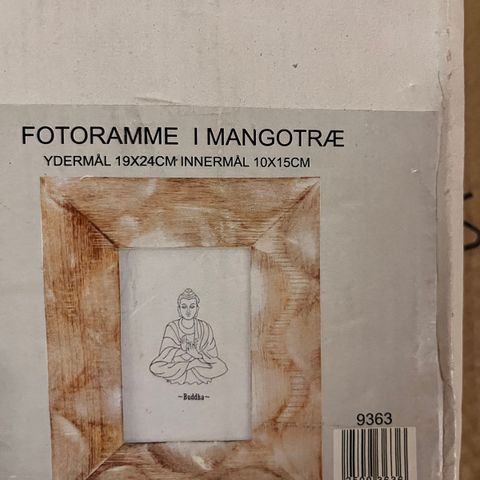 FOTORAMME I MANGOTRÆ
YDERMÅL 19X24CM INNERMÅL 10X15CM
~Buddha~
9363